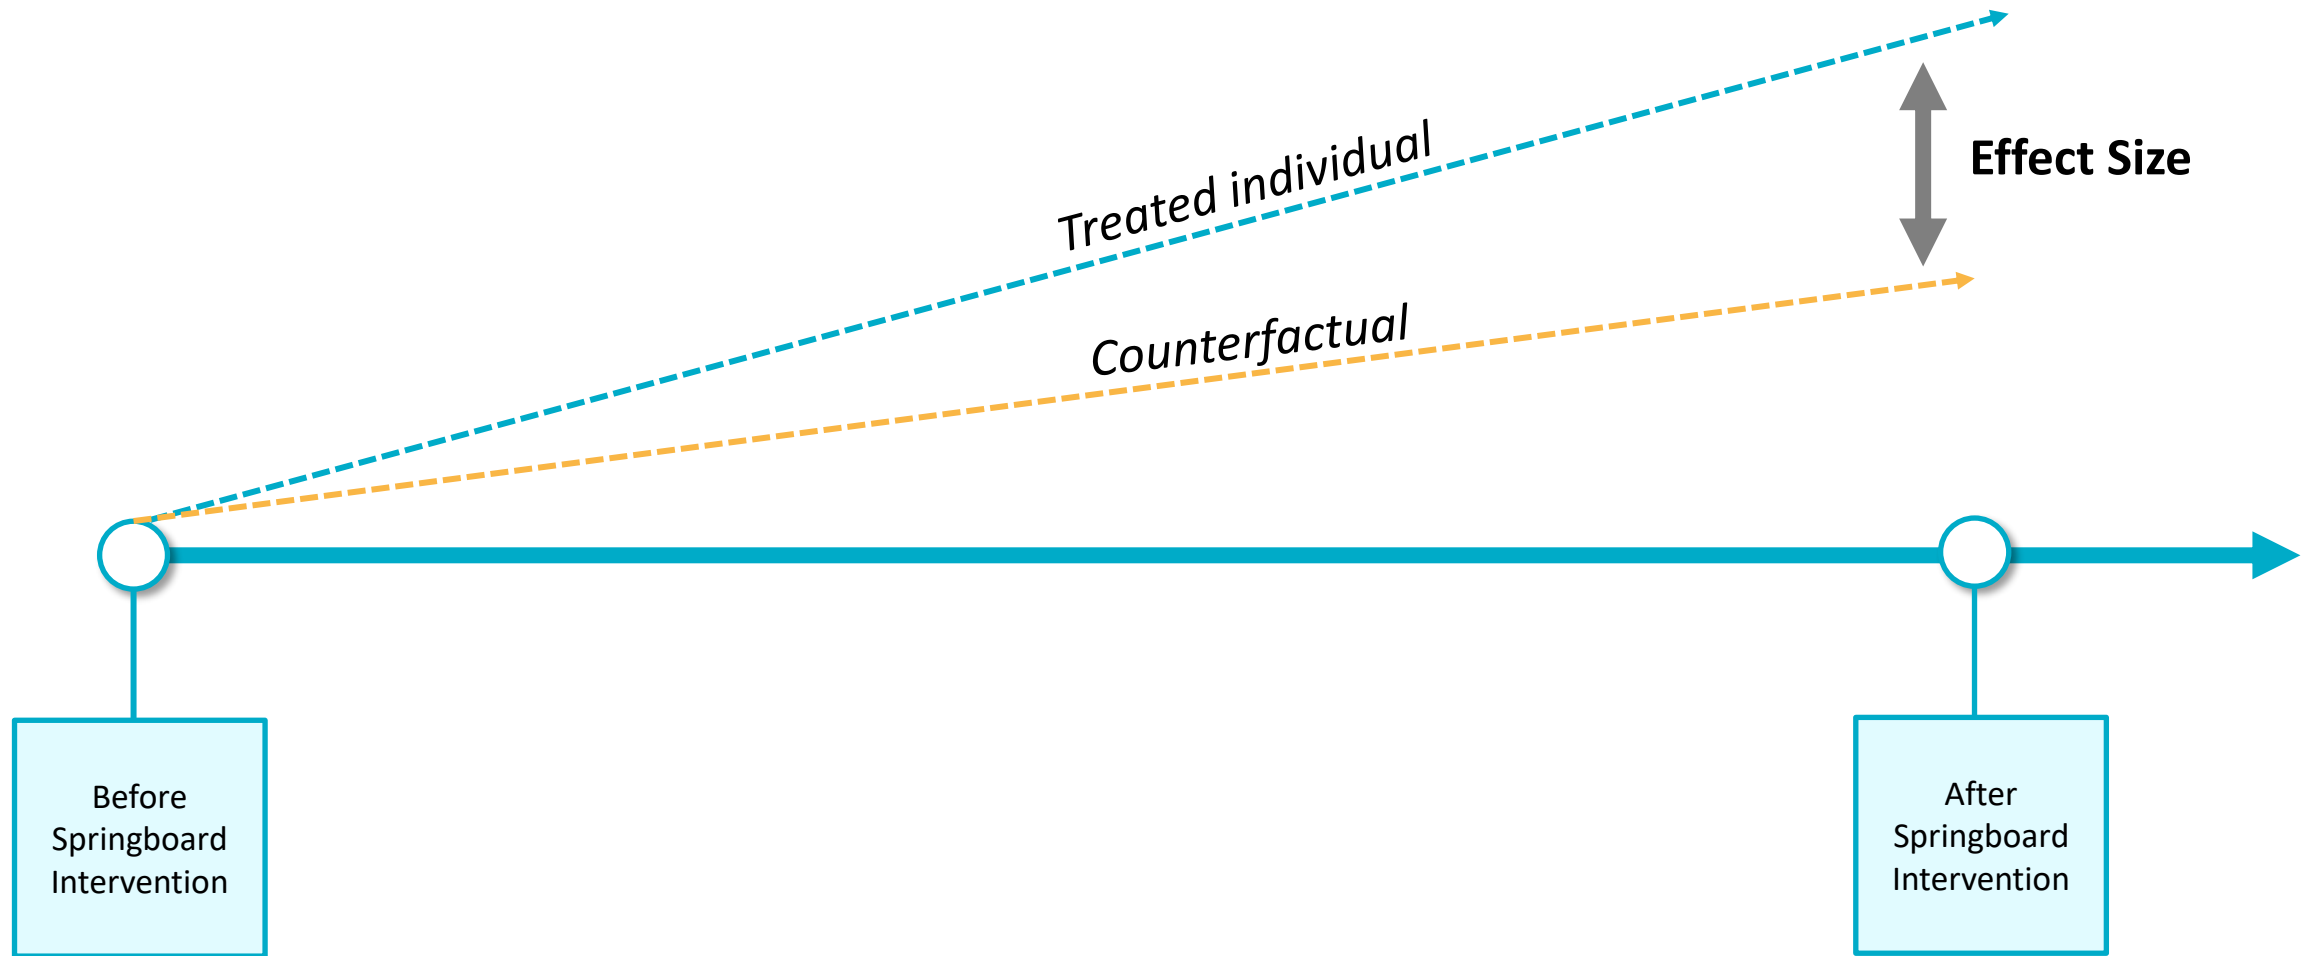 Treated individual
Effect Size
Counterfactual
Before
Springboard
Intervention
After
Springboard
Intervention